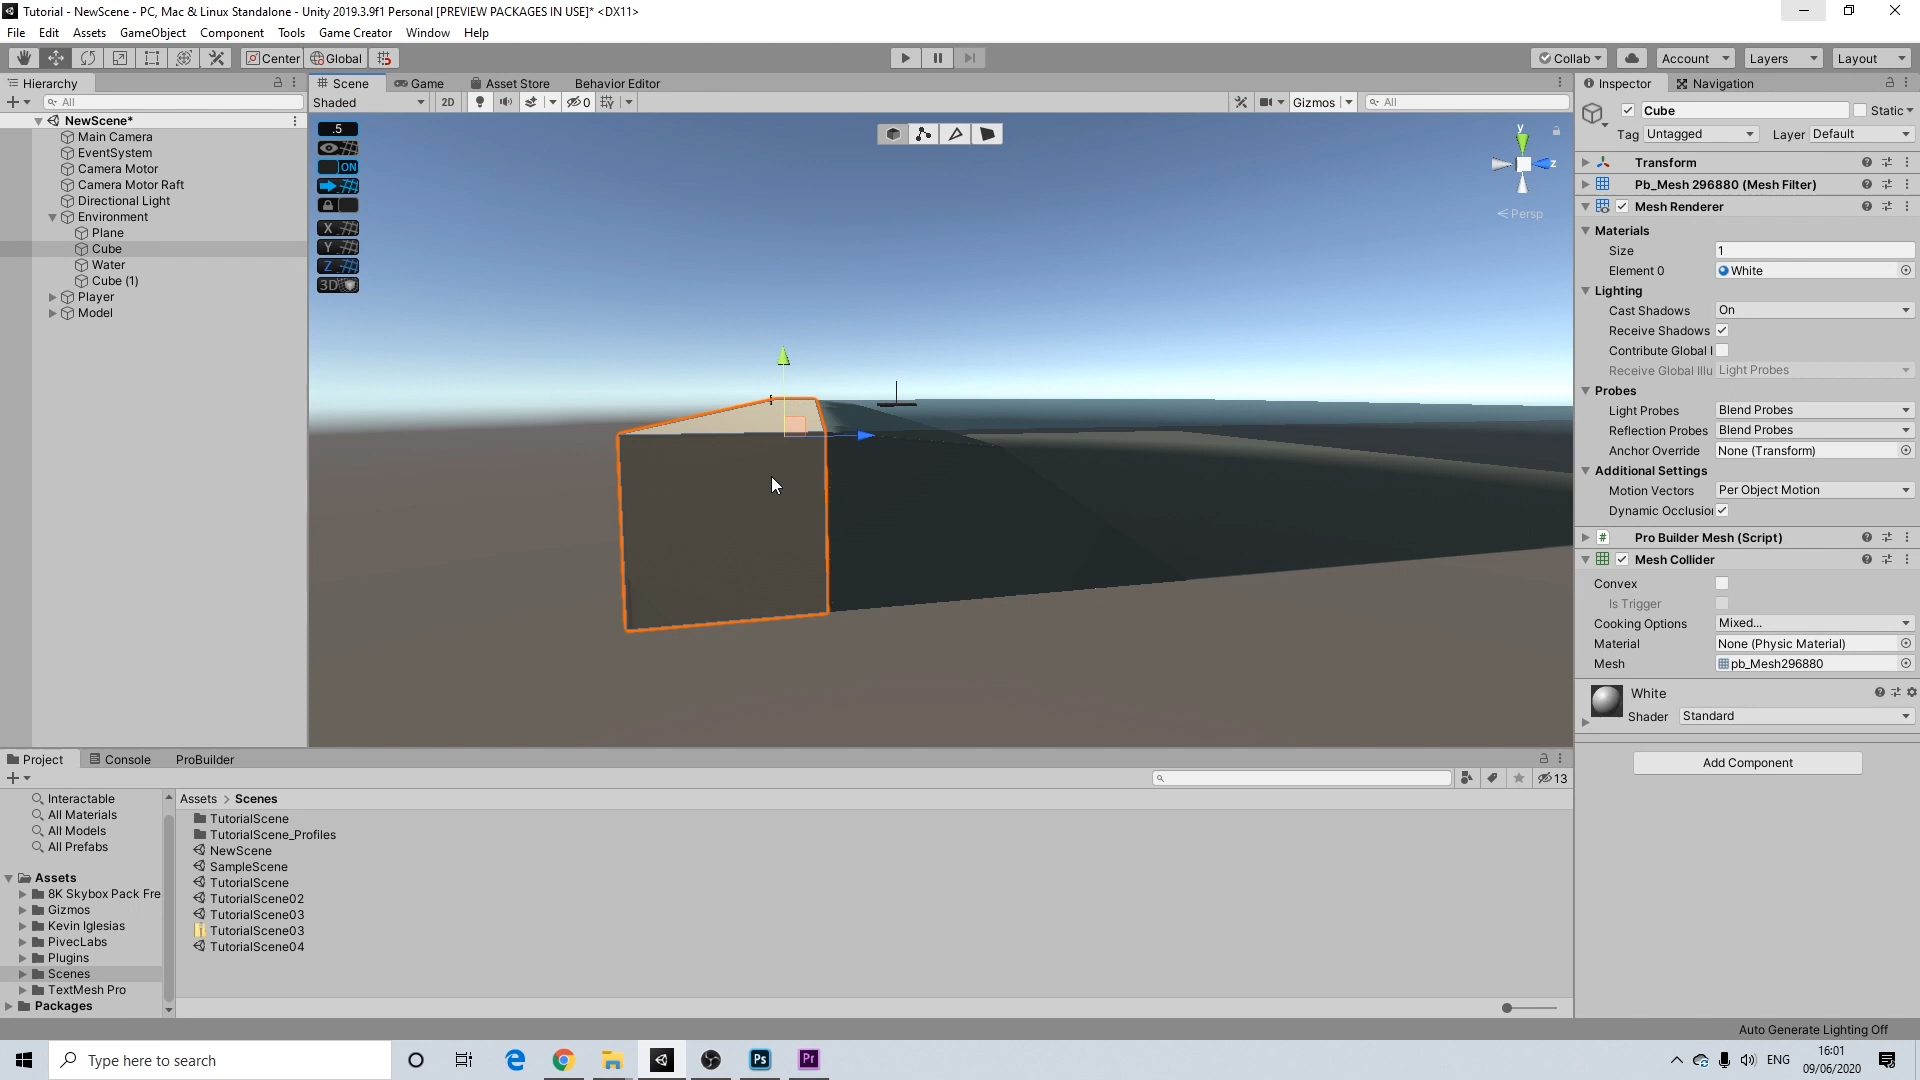 Tutorial - NewScene - PC, Mac & Linux Standalone - Unity 2019.3.9f1 Personal [PREVIEW PACKAGES IN USE]* <DX11>
File Edit Assets GameObject Component Tools Game Creator Window Help
Center Global Collab Account Layers Layout
Hierarchy Scene Game Asset Store Behavior Editor Inspector Navigation
All Shaded 2D 0 Gizmos All
NewScene*
Main Camera
EventSystem
Camera Motor
Camera Motor Raft
Directional Light
Environment
Plane
Cube
Water
Cube (1)
Player
Model
.5
ON
X
Y
Z
3D
y
z
Persp
Cube Static
Tag Untagged Layer Default
Transform
Pb_Mesh 296880 (Mesh Filter)
Mesh Renderer
Materials
Size 1
Element 0 White
Lighting
Cast Shadows On
Receive Shadows
Contribute Global I
Receive Global Illu Light Probes
Probes
Light Probes Blend Probes
Reflection Probes Blend Probes
Anchor Override None (Transform)
Additional Settings
Motion Vectors Per Object Motion
Dynamic Occlusio
# Pro Builder Mesh (Script)
Mesh Collider
Convex
Is Trigger
Cooking Options Mixed...
Material None (Physic Material)
Mesh pb_Mesh296880
White
Shader Standard
Add Component
Project Console ProBuilder
13
Interactable
All Materials
All Models
All Prefabs
Assets
8K Skybox Pack Fre
Gizmos
Kevin Iglesias
PivecLabs
Plugins
Scenes
TextMesh Pro
Packages
Assets > Scenes
TutorialScene
TutorialScene_Profiles
NewScene
SampleScene
TutorialScene
TutorialScene02
TutorialScene03
TutorialScene03
TutorialScene04
Auto Generate Lighting Off
Type here to search
Ps
Pr
ENG
16:01
09/06/2020